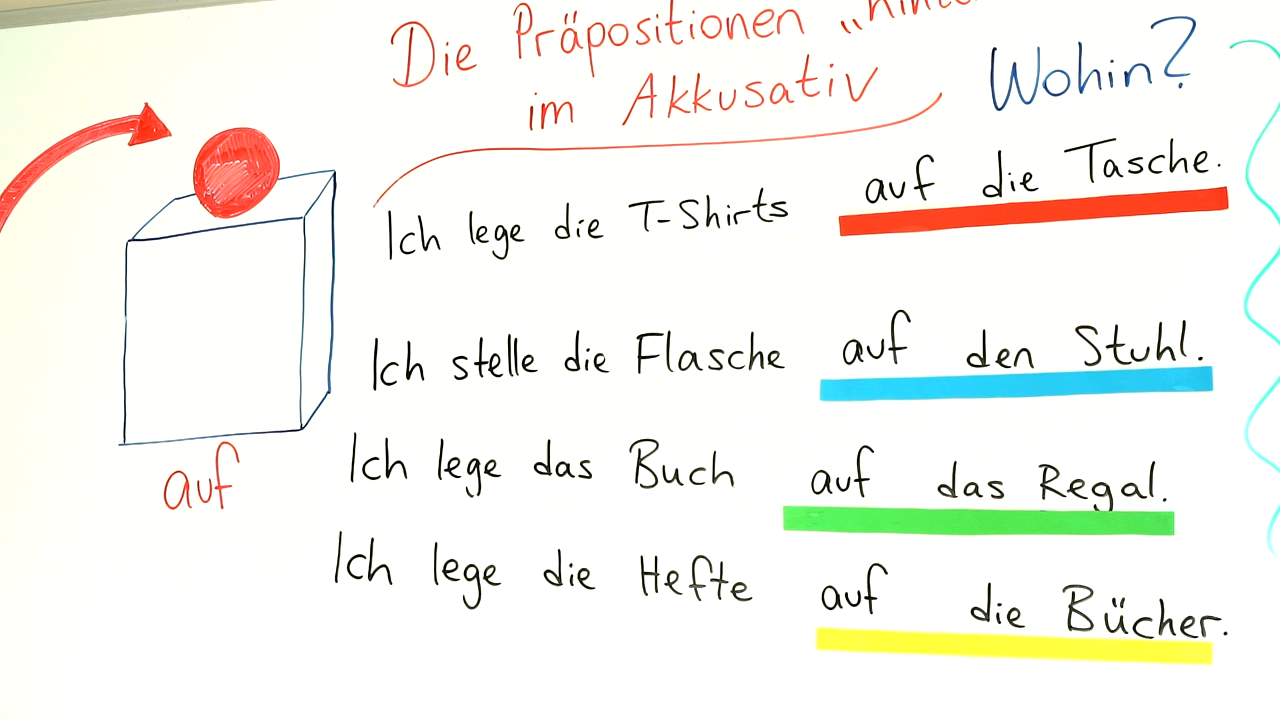 Die Präpositionen
im Akkusativ
Wohin?
Ich lege die T-Shirts auf die Tasche.
Ich stelle die Flasche auf den Stuhl.
Ich lege das Buch auf das Regal.
Ich lege die Hefte auf die Bücher.
auf